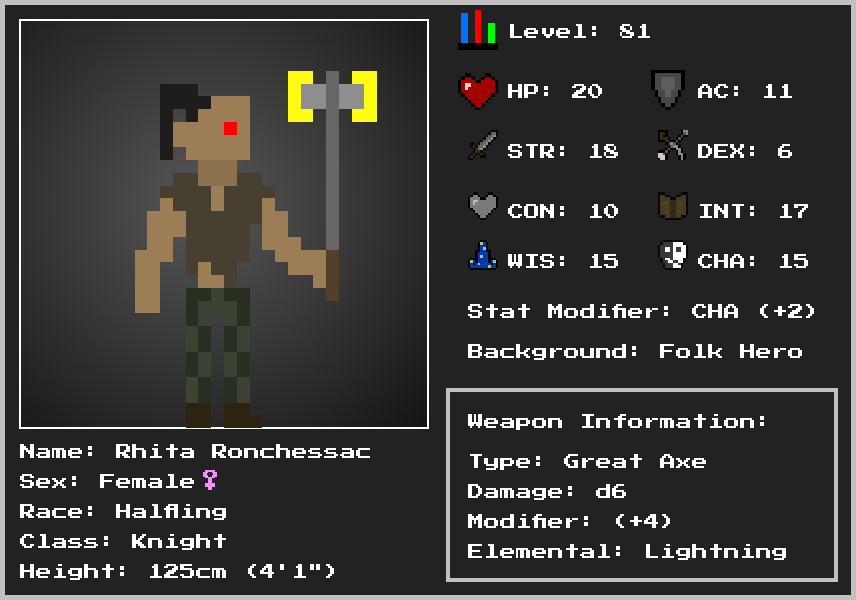 Level: 81
HP: 20
AC: 11
STR: 18
DEX: 6
CON: 10
INT: 17
WIS: 15
CHA: 15
Stat Modifier: CHA (+2)
Background: Folk Hero
Name: Rhita Ronchessac
Sex: Female♀
Race: Halfling
Class: Knight
Height: 125cm (4'1")
Weapon Information:
Type: Great Axe
Damage: d6
Modifier: (+4)
Elemental: Lightning